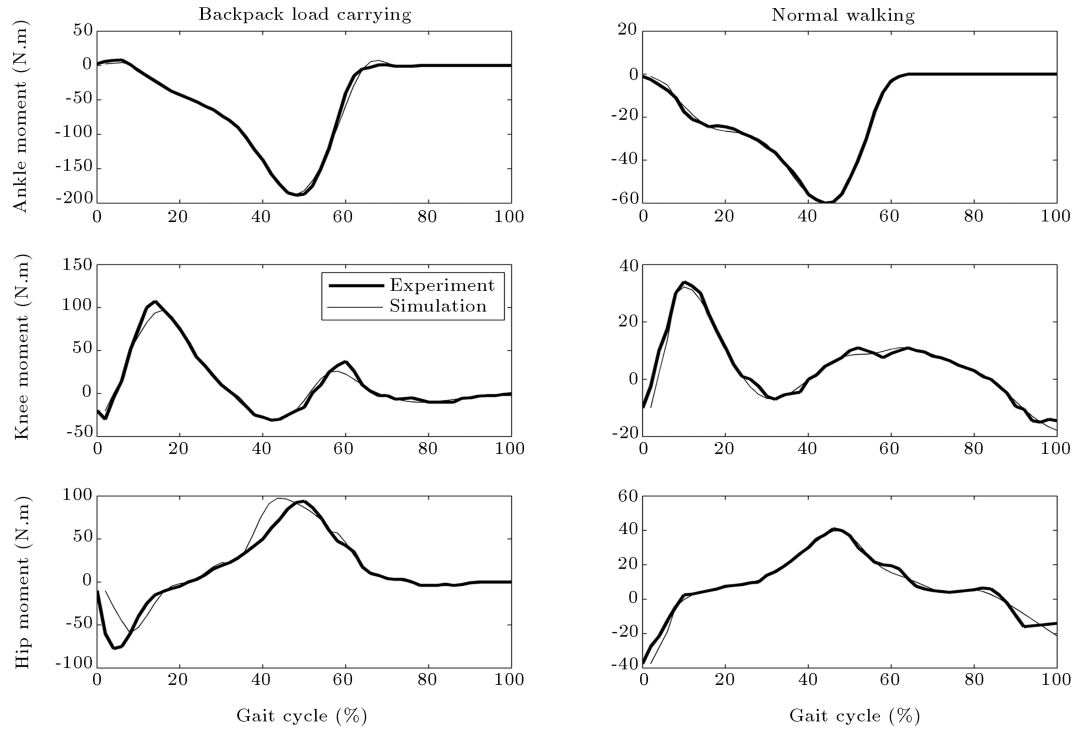 Backpack load carrying
Normal walking
Ankle moment (N.m)
50
0
-50
-100
-150
-200
0 20 40 60 80 100
20
0
-20
-40
-60
0 20 40 60 80 100
Knee moment (N.m)
150
100
50
0
-50
0 20 40 60 80 100
Experiment
Simulation
40
20
0
-20
0 20 40 60 80 100
Hip moment (N.m)
100
50
0
-50
-100
0 20 40 60 80 100
Gait cycle (%)
60
40
20
0
-20
-40
0 20 40 60 80 100
Gait cycle (%)